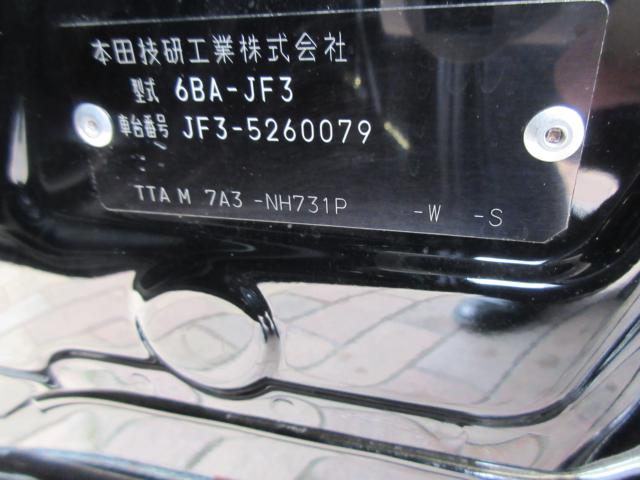 本田技研工業株式会社
型式 6BA-JF3
車台番号 JF3-5260079
TTA M 7A3 -NH731P -W -S